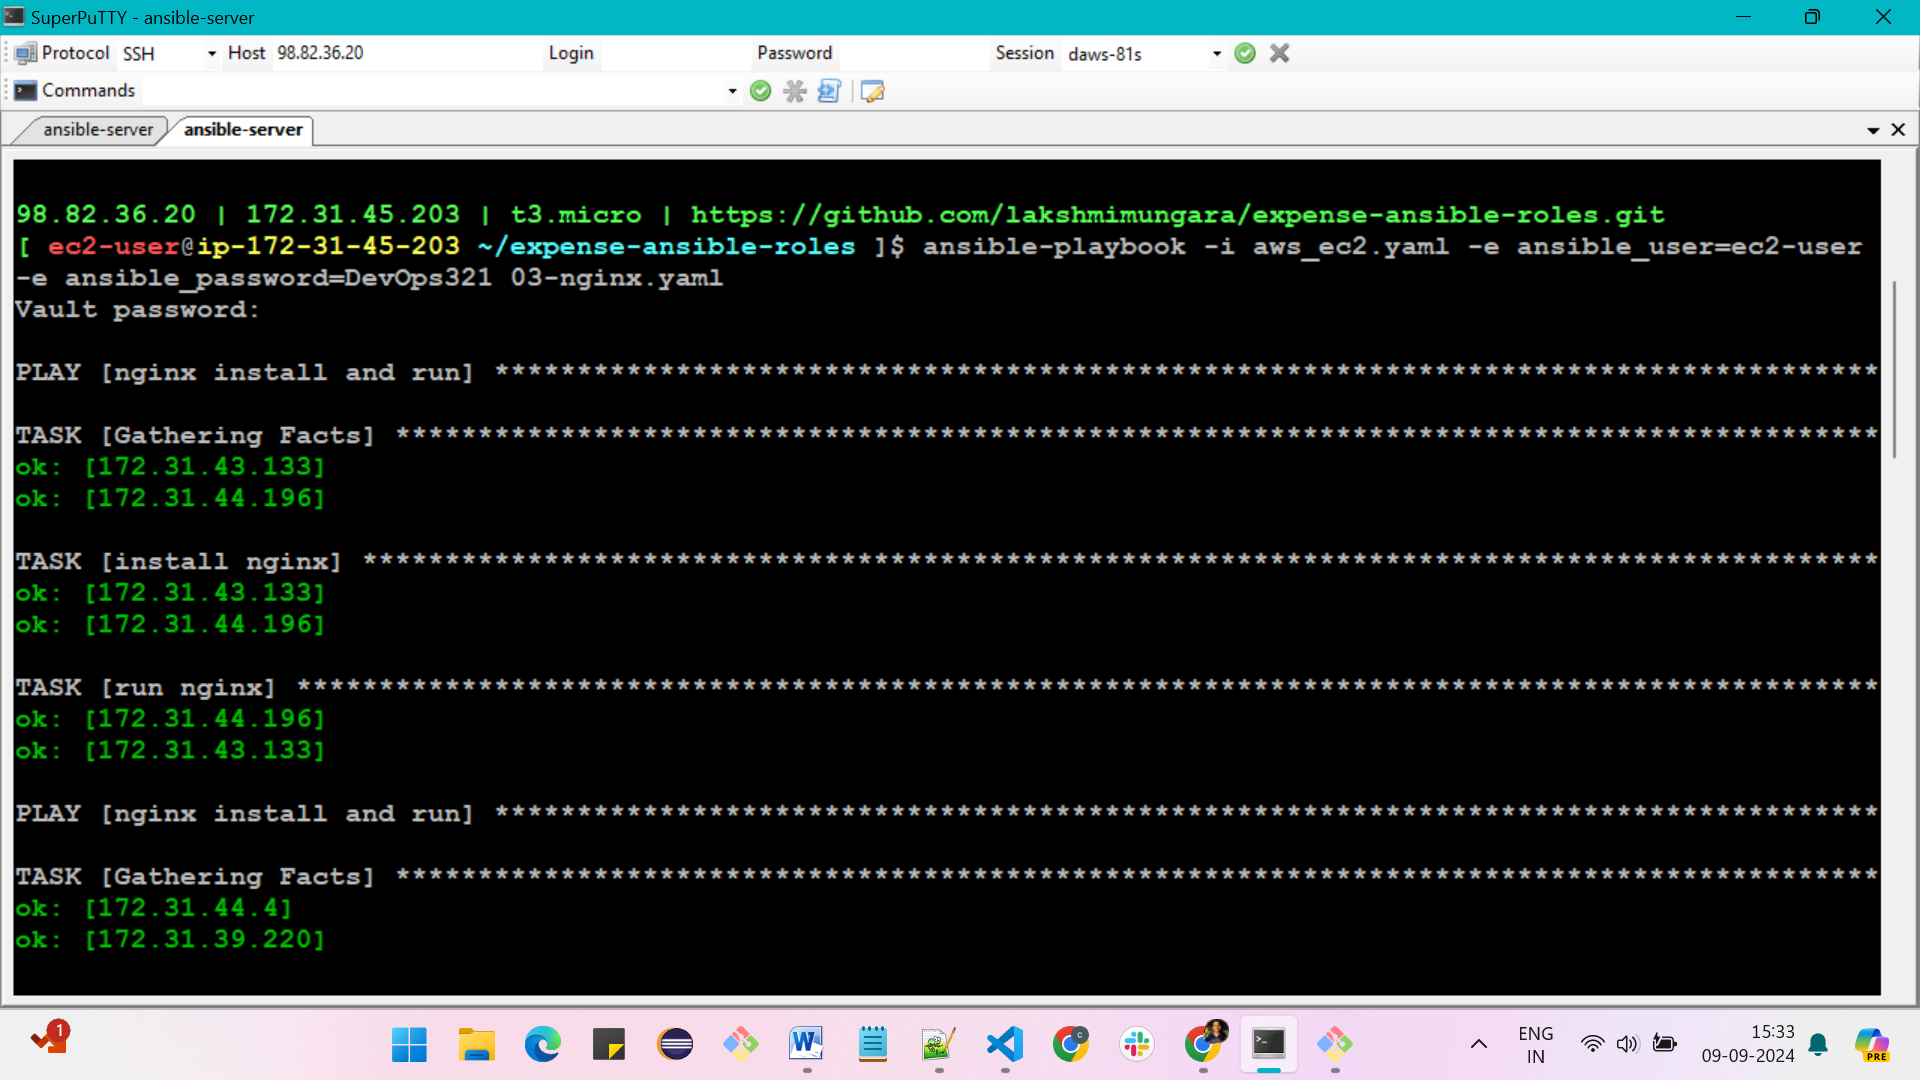 SuperPuTTY - ansible-server
Protocol SSH Host 98.82.36.20 Login Password Session daws-81s
Commands
ansible-server ansible-server
98.82.36.20 | 172.31.45.203 | t3.micro | https://github.com/lakshmimungara/expense-ansible-roles.git
[ ec2-user@ip-172-31-45-203 ~/expense-ansible-roles ]$ ansible-playbook -i aws_ec2.yaml -e ansible_user=ec2-user
-e ansible_password=DevOps321 03-nginx.yaml
Vault password:
PLAY [nginx install and run] ************************************************************************************
TASK [Gathering Facts] ******************************************************************************************
ok: [172.31.43.133]
ok: [172.31.44.196]
TASK [install nginx] ********************************************************************************************
ok: [172.31.43.133]
ok: [172.31.44.196]
TASK [run nginx] ************************************************************************************************
ok: [172.31.44.196]
ok: [172.31.43.133]
PLAY [nginx install and run] ************************************************************************************
TASK [Gathering Facts] ******************************************************************************************
ok: [172.31.44.4]
ok: [172.31.39.220]
1
ENG
IN
15:33
09-09-2024
PRE